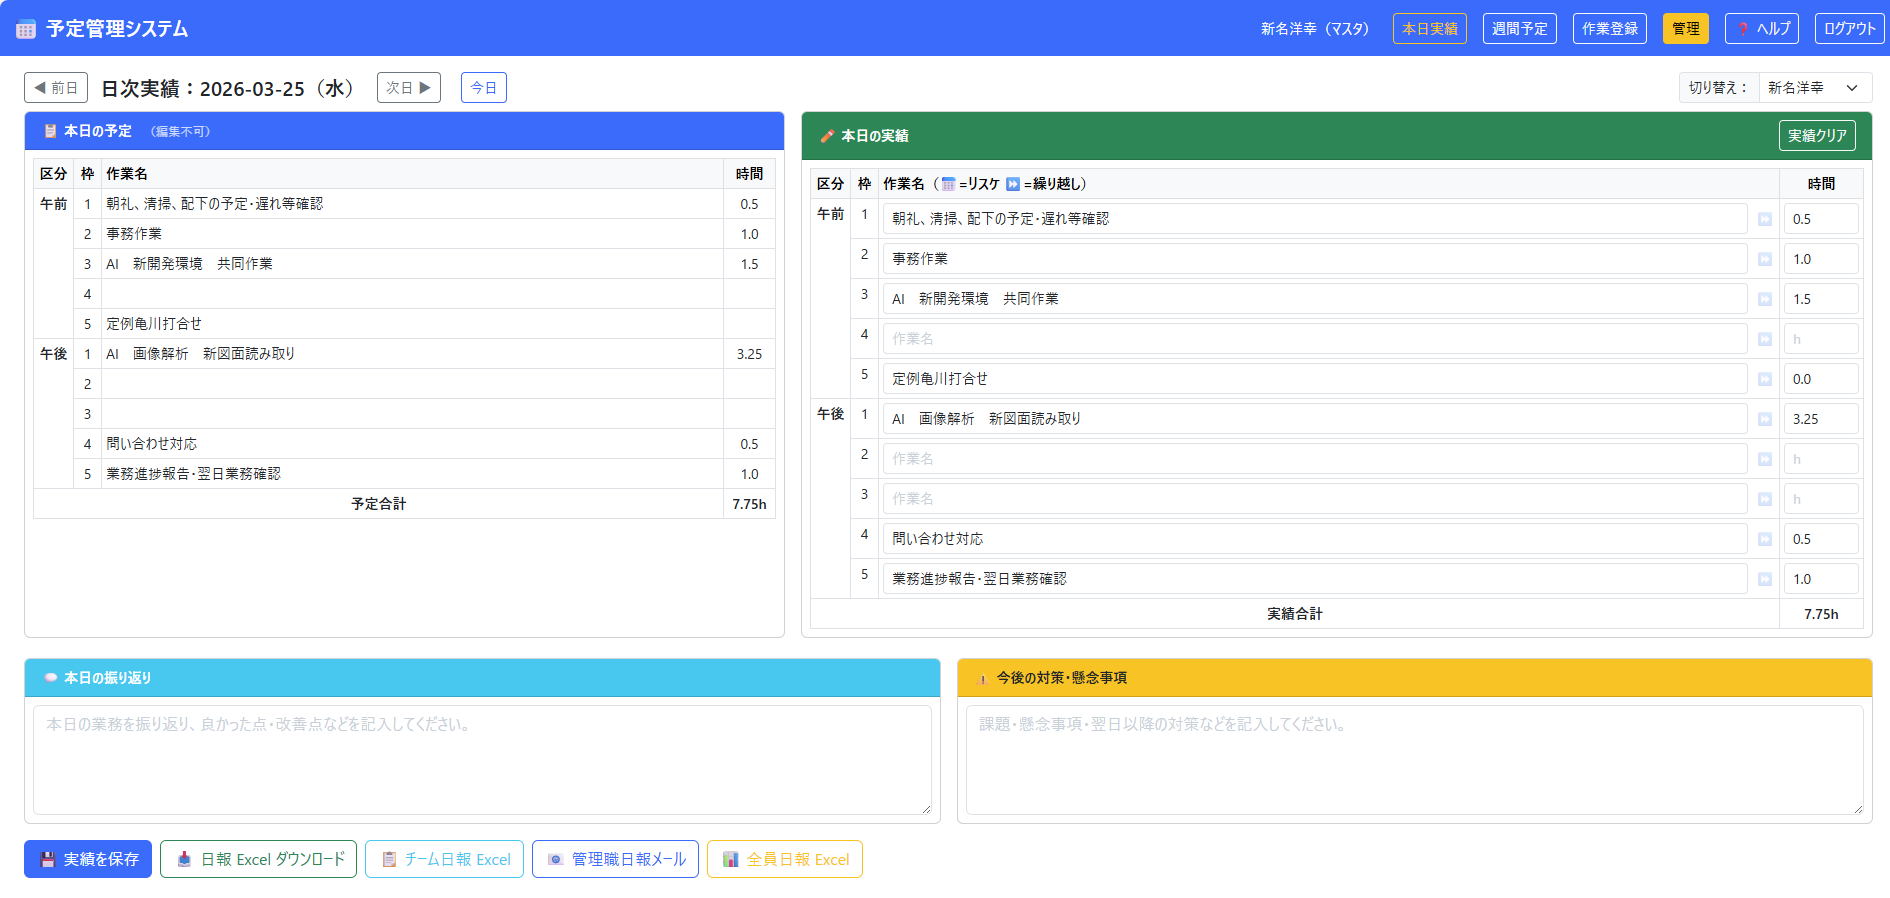 予定管理システム 新名洋幸（マスタ） 本日実績 週間予定 作業登録 管理 ヘルプ ログアウト
◀ 前日 日次実績：2026-03-25（水） 次日 ▶ 今日 切り替え： 新名洋幸
本日の予定 （編集不可）
区分 枠 作業名 時間
午前 1 朝礼、清掃、配下の予定・遅れ等確認 0.5
2 事務作業 1.0
3 AI　新開発環境　共同作業 1.5
4
5 定例亀川打合せ
午後 1 AI　画像解析　新図面読み取り 3.25
2
3
4 問い合わせ対応 0.5
5 業務進捗報告・翌日業務確認 1.0
予定合計 7.75h
本日の実績 実績クリア
区分 枠 作業名（ =リスケ =繰り越し） 時間
午前 1 朝礼、清掃、配下の予定・遅れ等確認 0.5
2 事務作業 1.0
3 AI　新開発環境　共同作業 1.5
4 作業名 h
5 定例亀川打合せ 0.0
午後 1 AI　画像解析　新図面読み取り 3.25
2 作業名 h
3 作業名 h
4 問い合わせ対応 0.5
5 業務進捗報告・翌日業務確認 1.0
実績合計 7.75h
本日の振り返り
本日の業務を振り返り、良かった点・改善点などを記入してください。
今後の対策・懸念事項
課題・懸念事項・翌日以降の対策などを記入してください。
実績を保存 日報 Excel ダウンロード チーム日報 Excel 管理職日報メール 全員日報 Excel